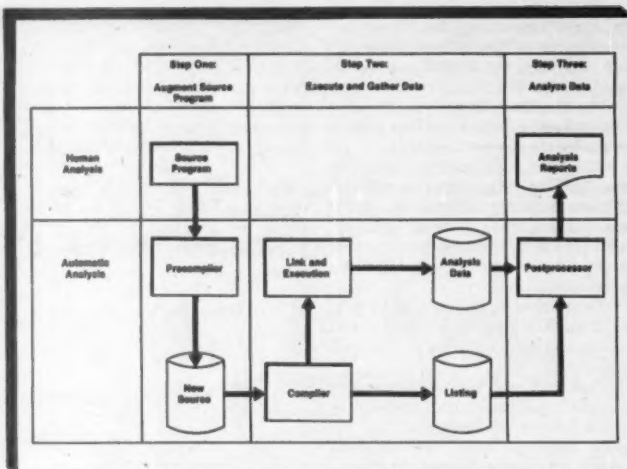 Step One:
Augment Source
Program
Step Two:
Execute and Gather Data
Step Three:
Analyze Data
Human
Analysis
Source
Program
Analysis
Reports
Automatic
Analysis
Precompiler
Link and
Execution
Analysis
Data
Postprocessor
New
Source
Compiler
Listing